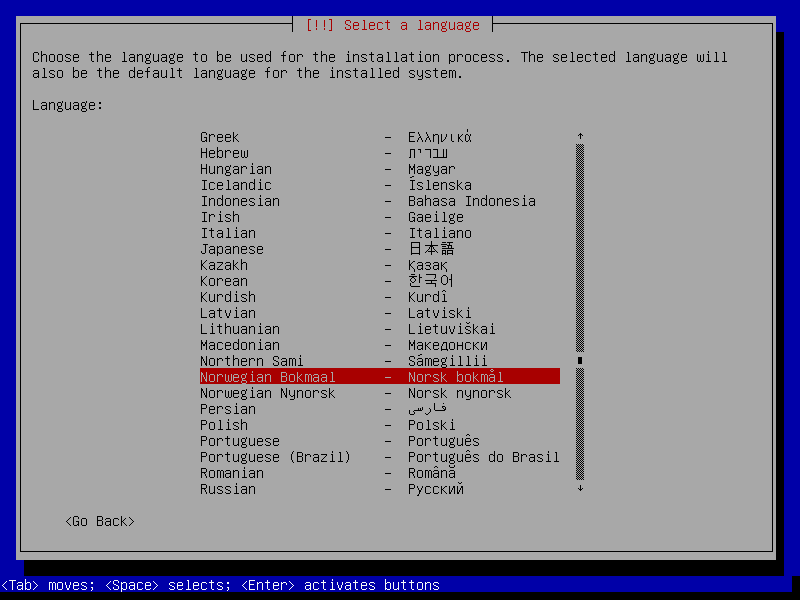 [!!] Select a language
Choose the language to be used for the installation process. The selected language will
also be the default language for the installed system.
Language:
Greek - Ελληνικά
Hebrew - עברית
Hungarian - Magyar
Icelandic - Íslenska
Indonesian - Bahasa Indonesia
Irish - Gaeilge
Italian - Italiano
Japanese - 日本語
Kazakh - Қазақ
Korean - 한국어
Kurdish - Kurdî
Latvian - Latviski
Lithuanian - Lietuviškai
Macedonian - Македонски
Northern Sami - Sámegillii
Norwegian Bokmaal - Norsk bokmål
Norwegian Nynorsk - Norsk nynorsk
Persian - فارسی
Polish - Polski
Portuguese - Português
Portuguese (Brazil) - Português do Brasil
Romanian - Română
Russian - Русский
<Go Back>
<Tab> moves; <Space> selects; <Enter> activates buttons